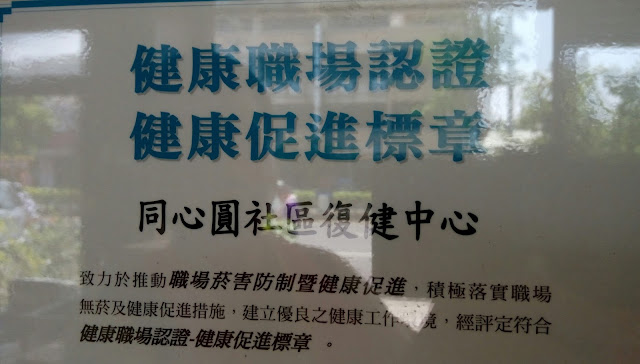 健康職場認證
健康促進標章
同心圓社區復健中心
致力於推動職場菸害防制暨健康促進，積極落實職場
無菸及健康促進措施，建立優良之健康工作環境，經評定符合
健康職場認證-健康促進標章 。